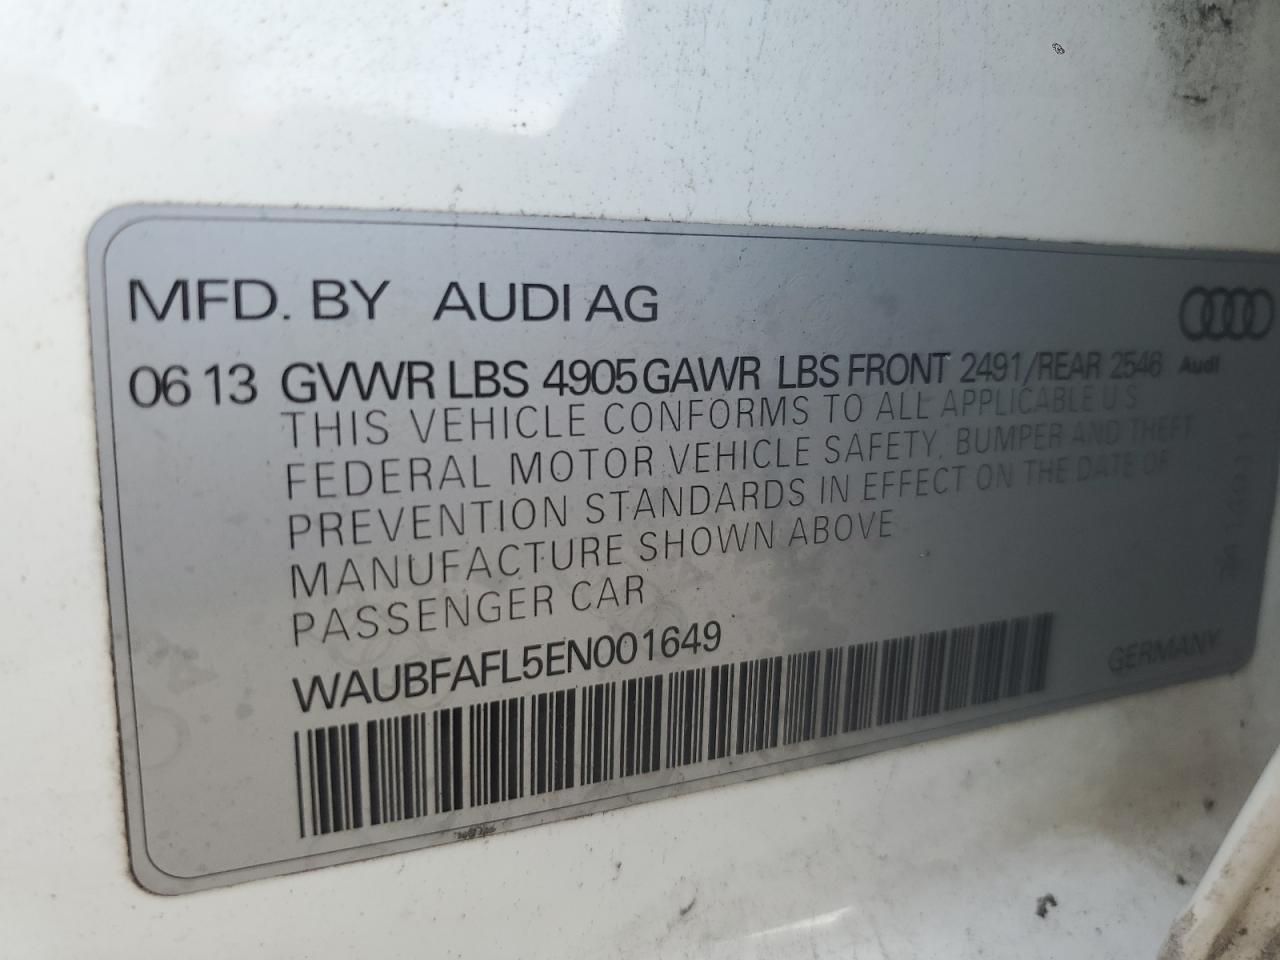 MFD. BY AUDI AG
06 13 GVWR LBS 4905 GAWR LBS FRONT 2491/REAR 2546
Audi
THIS VEHICLE CONFORMS TO ALL APPLICABLE U S
FEDERAL MOTOR VEHICLE SAFETY, BUMPER AND THEFT
PREVENTION STANDARDS IN EFFECT ON THE DATE OF
MANUFACTURE SHOWN ABOVE
PASSENGER CAR
WAUBFAFL5EN001649
GERMANY